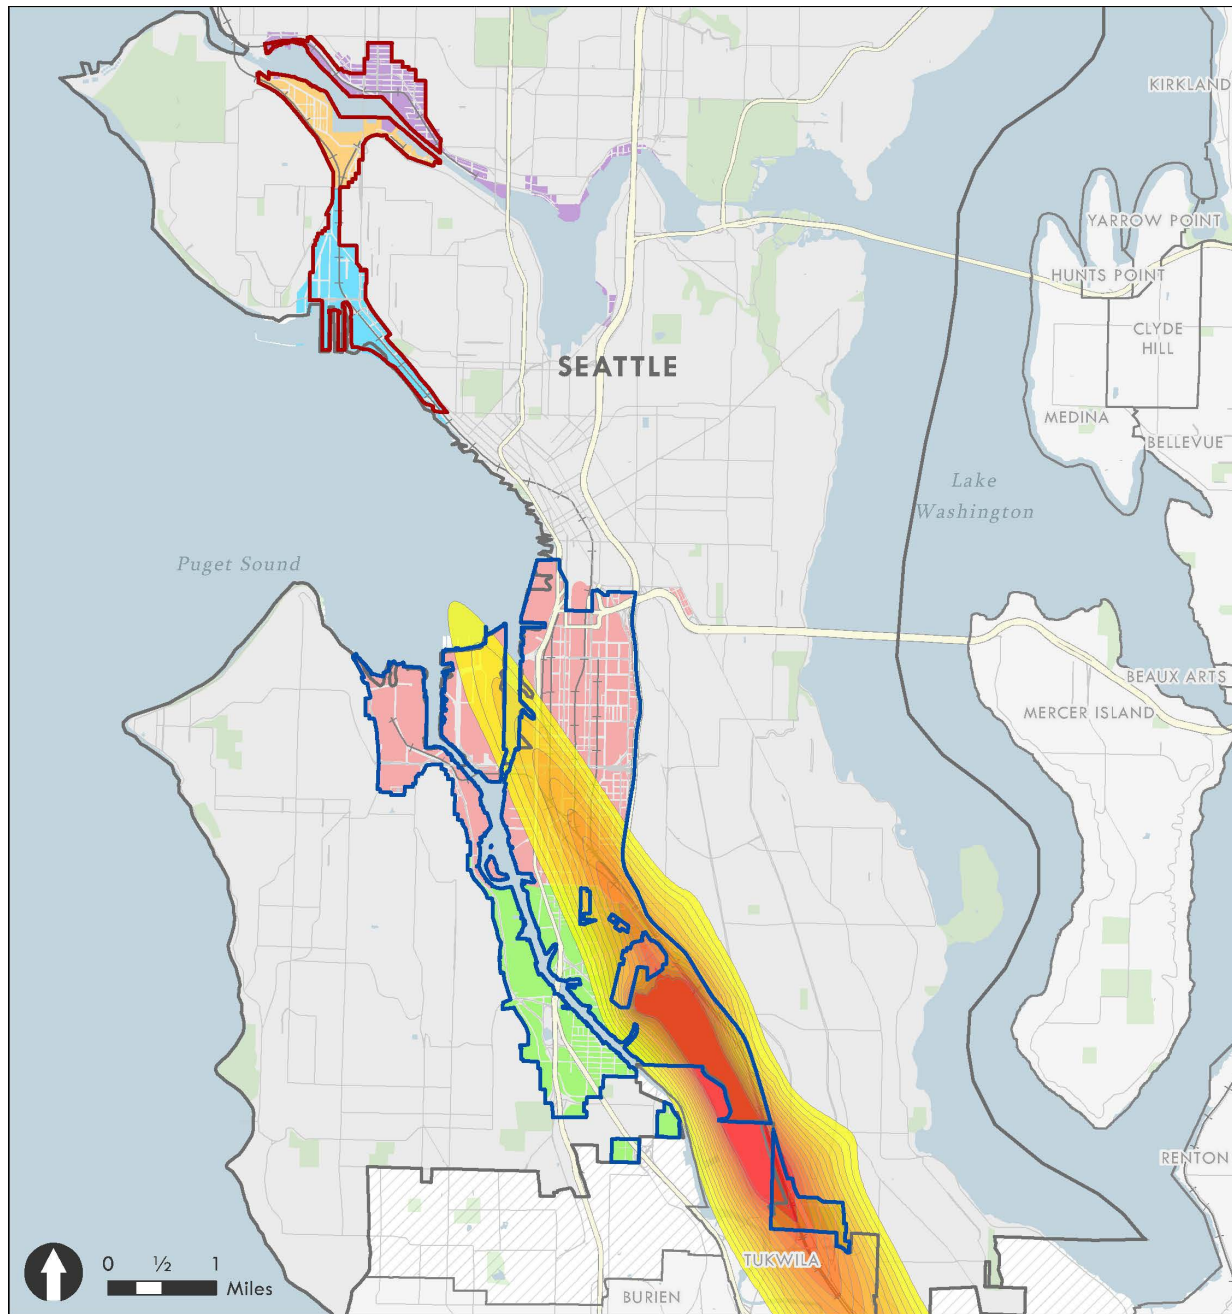 KIRKLAND
YARROW POINT
HUNTS POINT
CLYDE
HILL
SEATTLE
MEDINA
BELLEVUE
Lake
Washington
Puget Sound
BEAUX ARTS
MERCER ISLAND
RENTON
TUKWILA
0 ½ 1
Miles
BURIEN